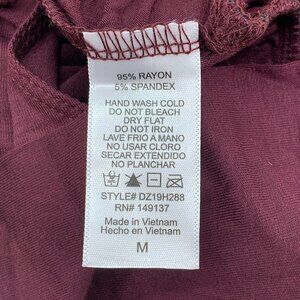 95% RAYON
5% SPANDEX
HAND WASH COLD
DO NOT BLEACH
DRY FLAT
DO NOT IRON
LAVE FRIO A MANO
NO USAR CLORO
SECAR EXTENDIDO
NO PLANCHAR
STYLE# DZ19H288
RN# 149137
Made in Vietnam
Hecho en Vietnam
M